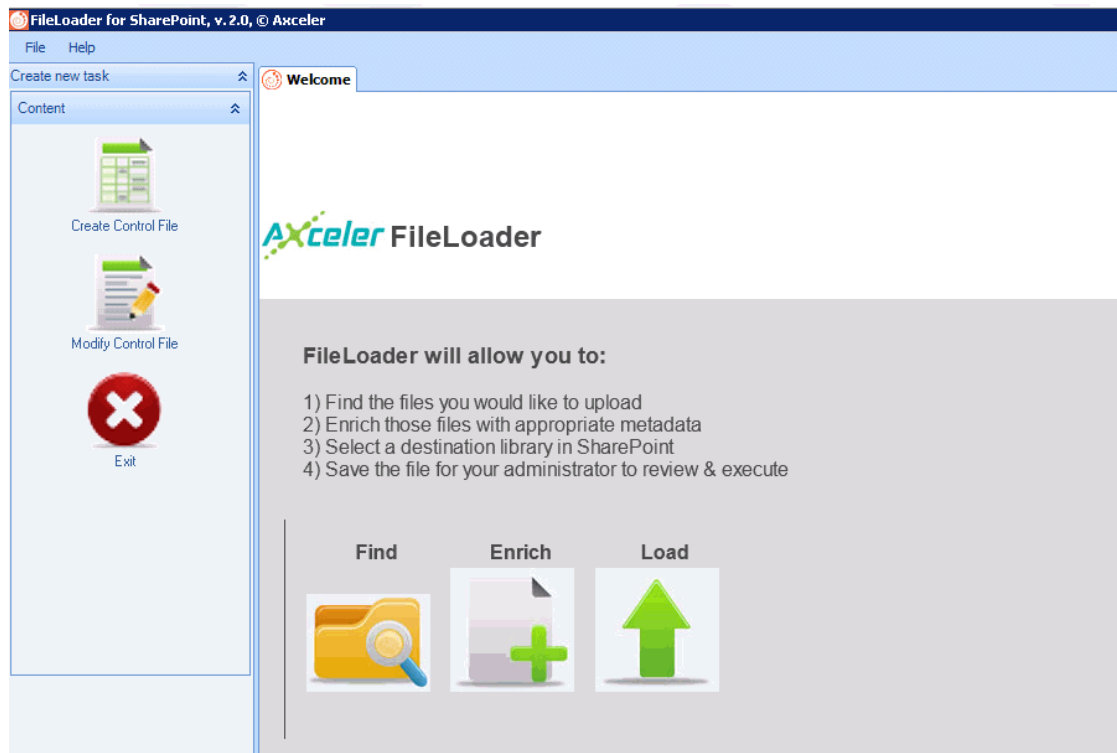 FileLoader for SharePoint, v. 2.0, © Axceler
File Help
Create new task
Welcome
Content
Create Control File
Modify Control File
Exit
Axceler FileLoader
FileLoader will allow you to:
1) Find the files you would like to upload
2) Enrich those files with appropriate metadata
3) Select a destination library in SharePoint
4) Save the file for your administrator to review & execute
Find Enrich Load